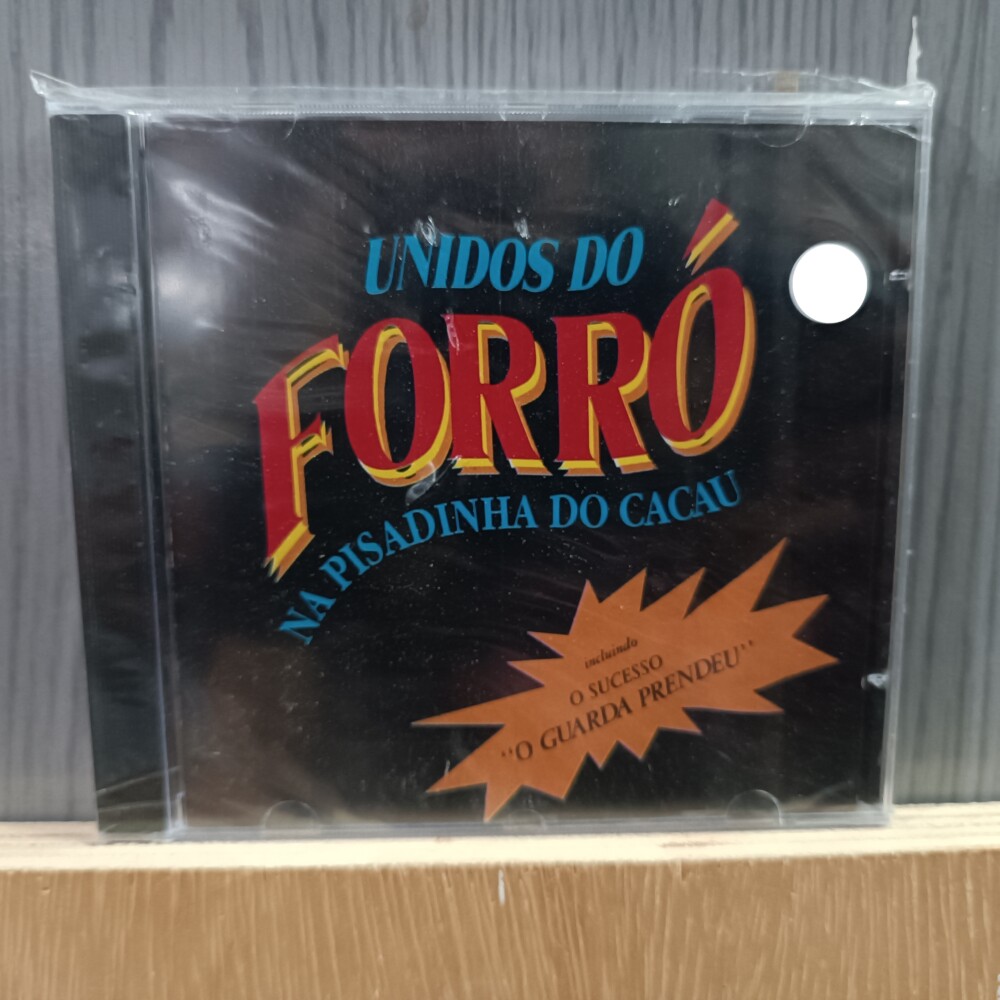 UNIDOS DO
FORRÓ
NA PISADINHA DO CACAU
incluindo
O SUCESSO
"O GUARDA PRENDEU"